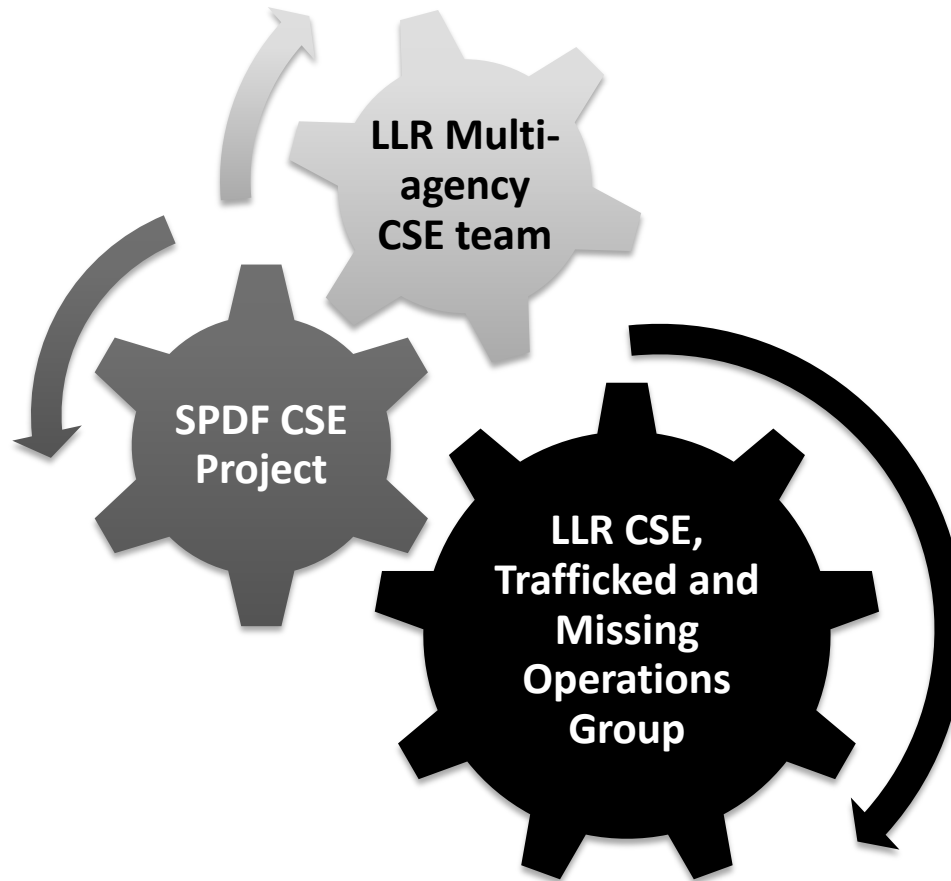 LLR Multi-
agency
CSE team
SPDF CSE
Project
LLR CSE,
Trafficked and
Missing
Operations
Group